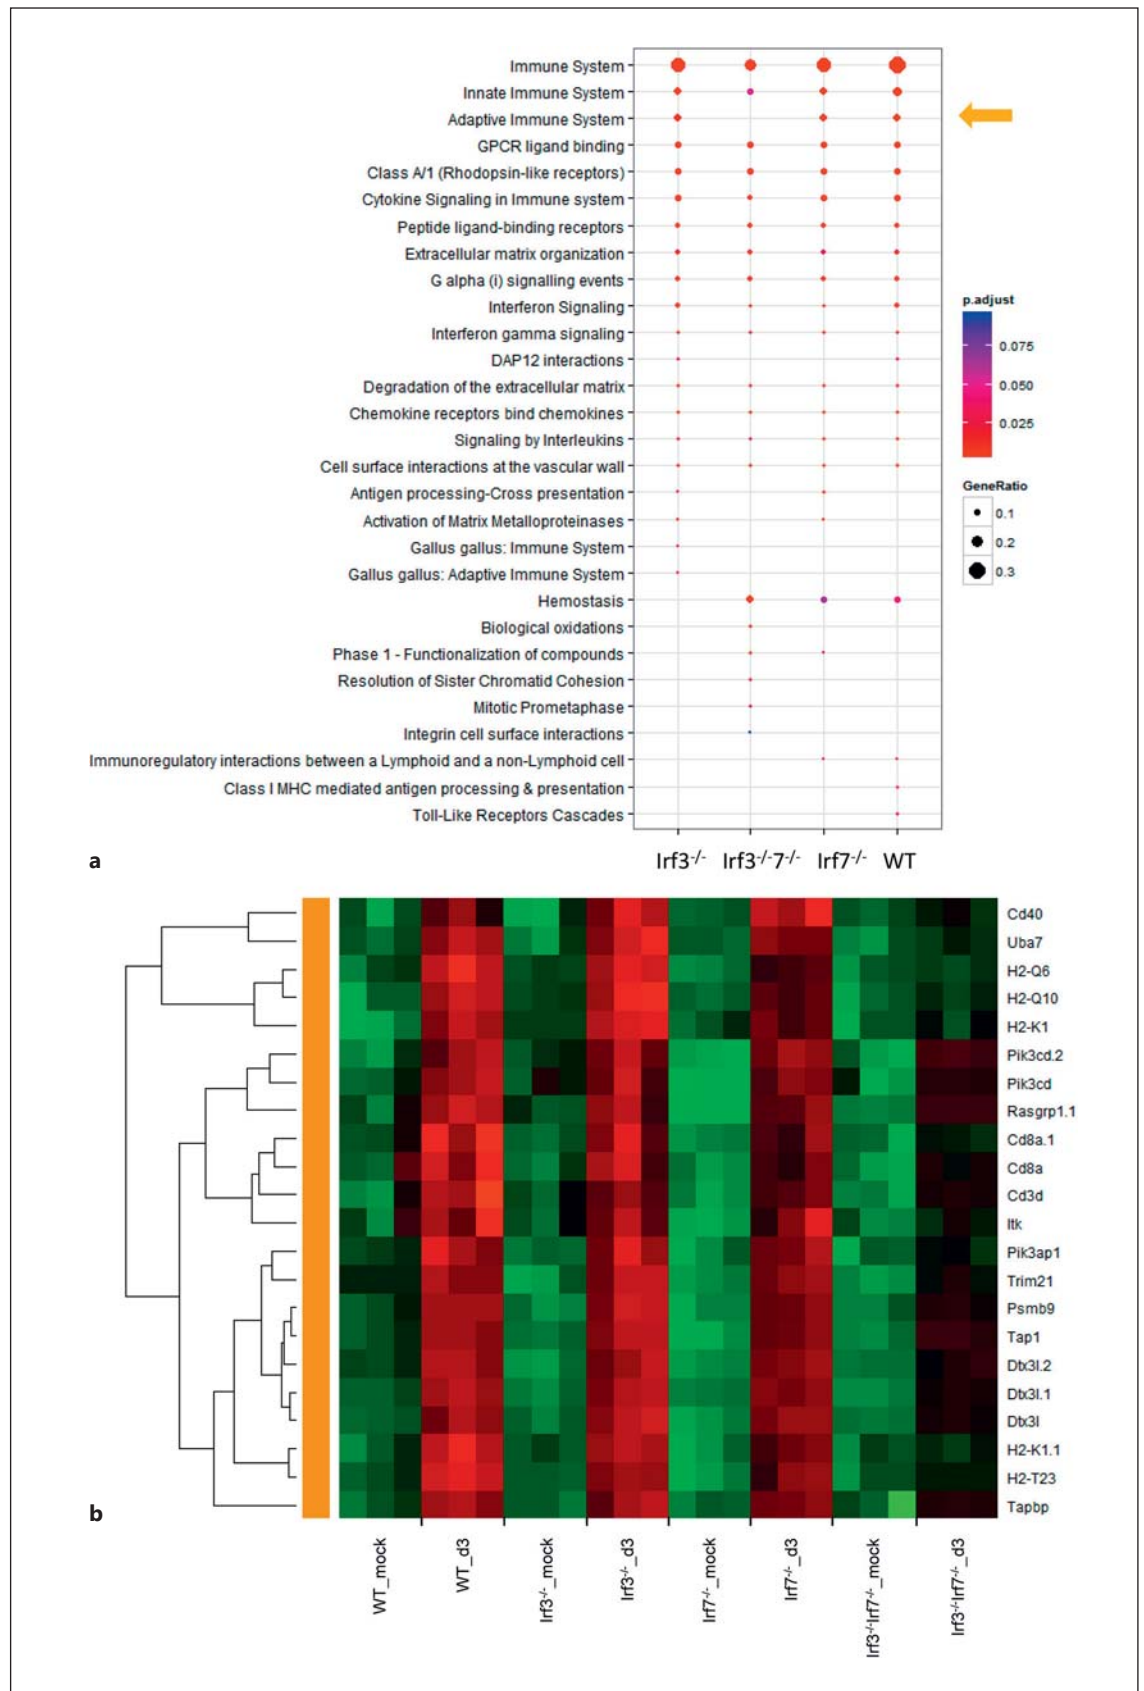 Immune System
Innate Immune System
Adaptive Immune System
GPCR ligand binding
Class A/1 (Rhodopsin-like receptors)
Cytokine Signaling in Immune system
Peptide ligand-binding receptors
Extracellular matrix organization
G alpha (i) signalling events
Interferon Signaling
Interferon gamma signaling
DAP12 interactions
Degradation of the extracellular matrix
Chemokine receptors bind chemokines
Signaling by Interleukins
Cell surface interactions at the vascular wall
Antigen processing-Cross presentation
Activation of Matrix Metalloproteinases
Gallus gallus: Immune System
Gallus gallus: Adaptive Immune System
Hemostasis
Biological oxidations
Phase 1 - Functionalization of compounds
Resolution of Sister Chromatid Cohesion
Mitotic Prometaphase
Integrin cell surface interactions
Immunoregulatory interactions between a Lymphoid and a non-Lymphoid cell
Class I MHC mediated antigen processing & presentation
Toll-Like Receptors Cascades
p.adjust
0.075
0.050
0.025
GeneRatio
0.1
0.2
0.3
a
Irf3-/- Irf3-/-7-/- Irf7-/- WT
Cd40
Uba7
H2-Q6
H2-Q10
H2-K1
Pik3cd.2
Pik3cd
Rasgrp1.1
Cd8a.1
Cd8a
Cd3d
Itk
Pik3ap1
Trim21
Psmb9
Tap1
Dtx3l.2
Dtx3l.1
Dtx3l
H2-K1.1
H2-T23
Tapbp
b
WT_mock
WT_d3
Irf3-/-_mock
Irf3-/-_d3
Irf7-/-_mock
Irf7-/-_d3
Irf3-/-Irf7-/-_mock
Irf3-/-Irf7-/-_d3